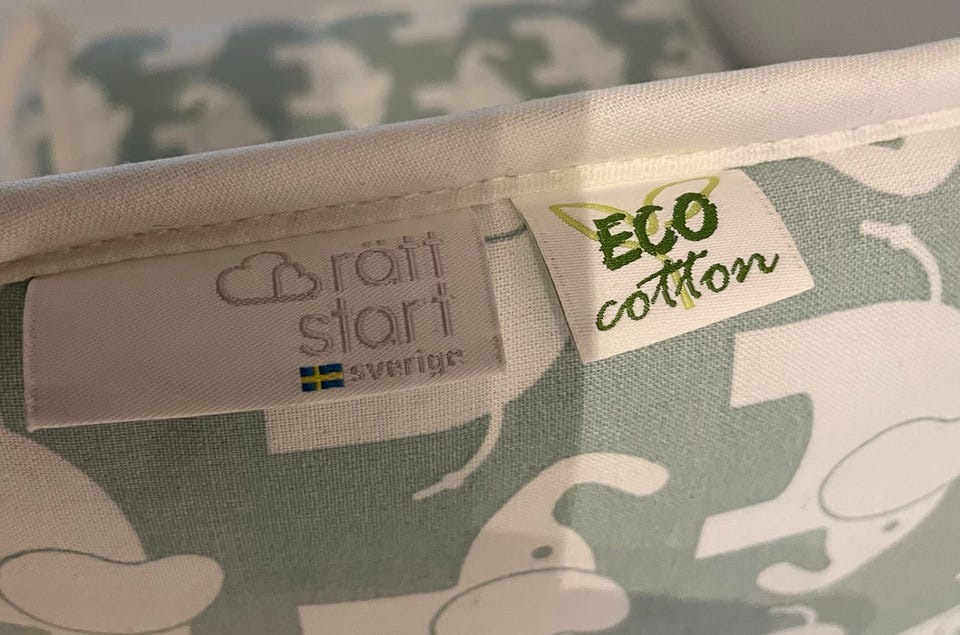 rätt
start
sverige
ECO
cotton